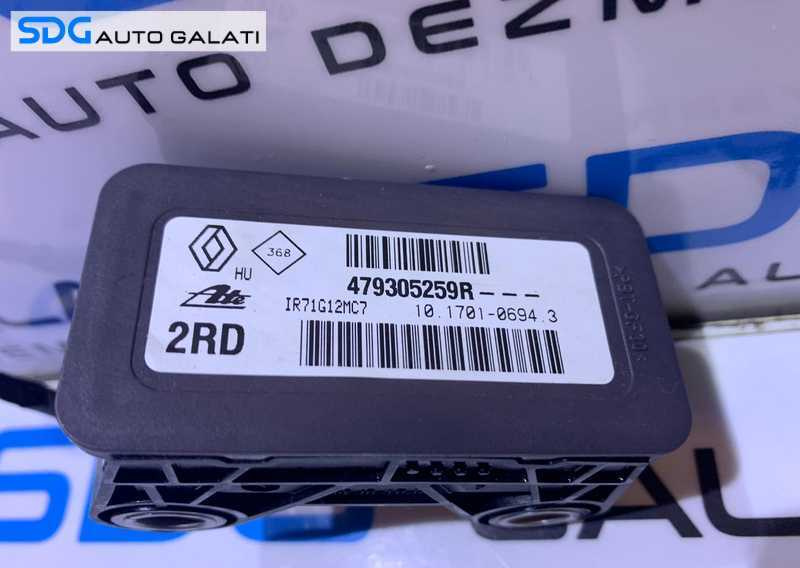 SDG AUTO GALATI
AUTO DEZM
368
HU
479305259R---
Ate
IR71G12MC7
10.1701-0694.3
2RD